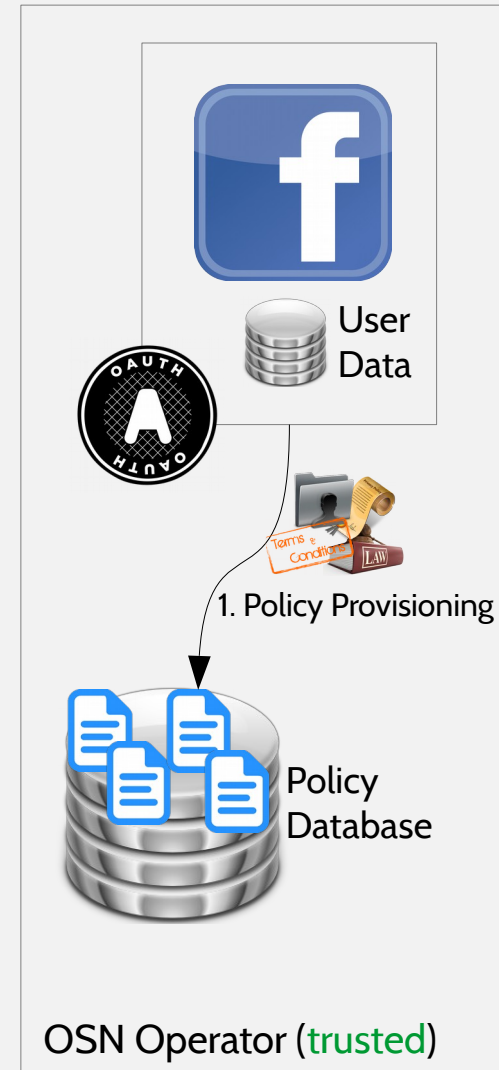 f
User
Data
OAUTH
A
OAUTH
Terms &
Conditions
LAW
1. Policy Provisioning
Policy
Database
OSN Operator (trusted)